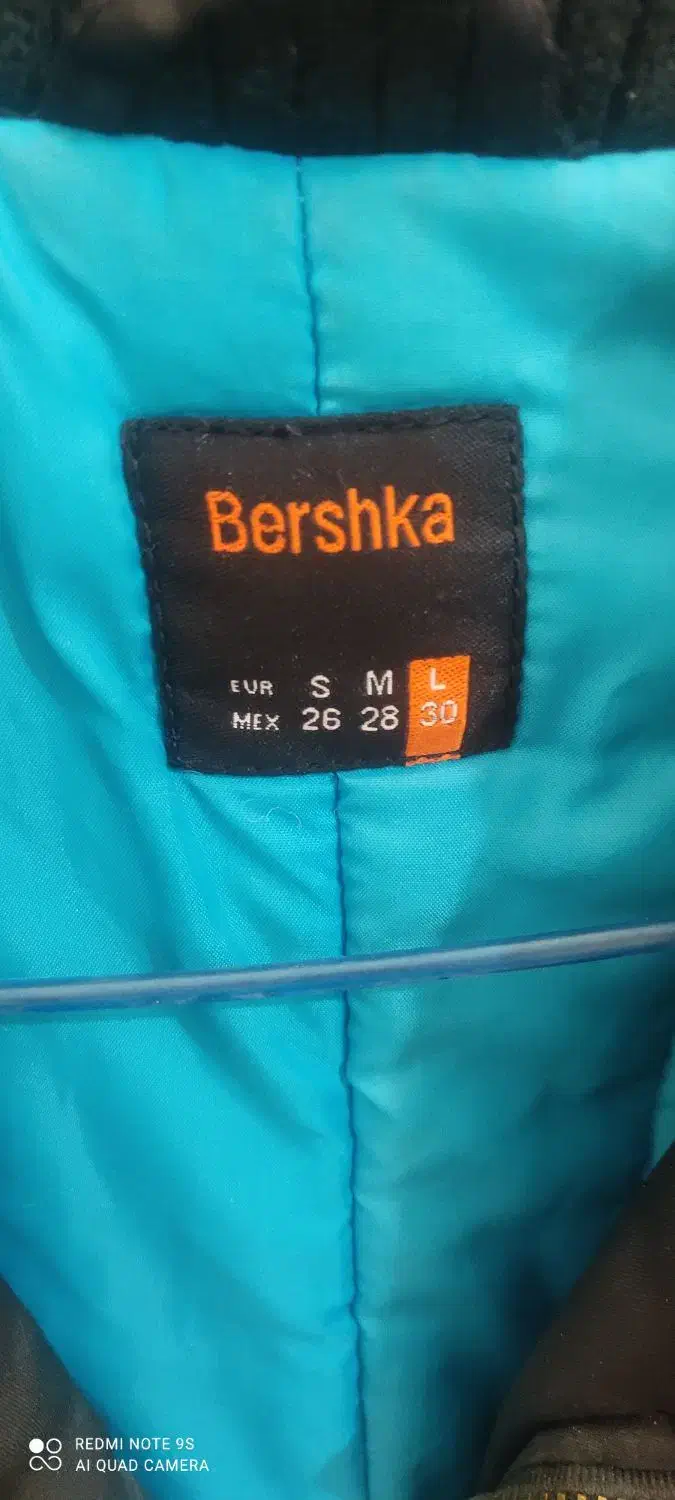 Bershka
EUR S M L
MEX 26 28 30
REDMI NOTE 9S
AI QUAD CAMERA